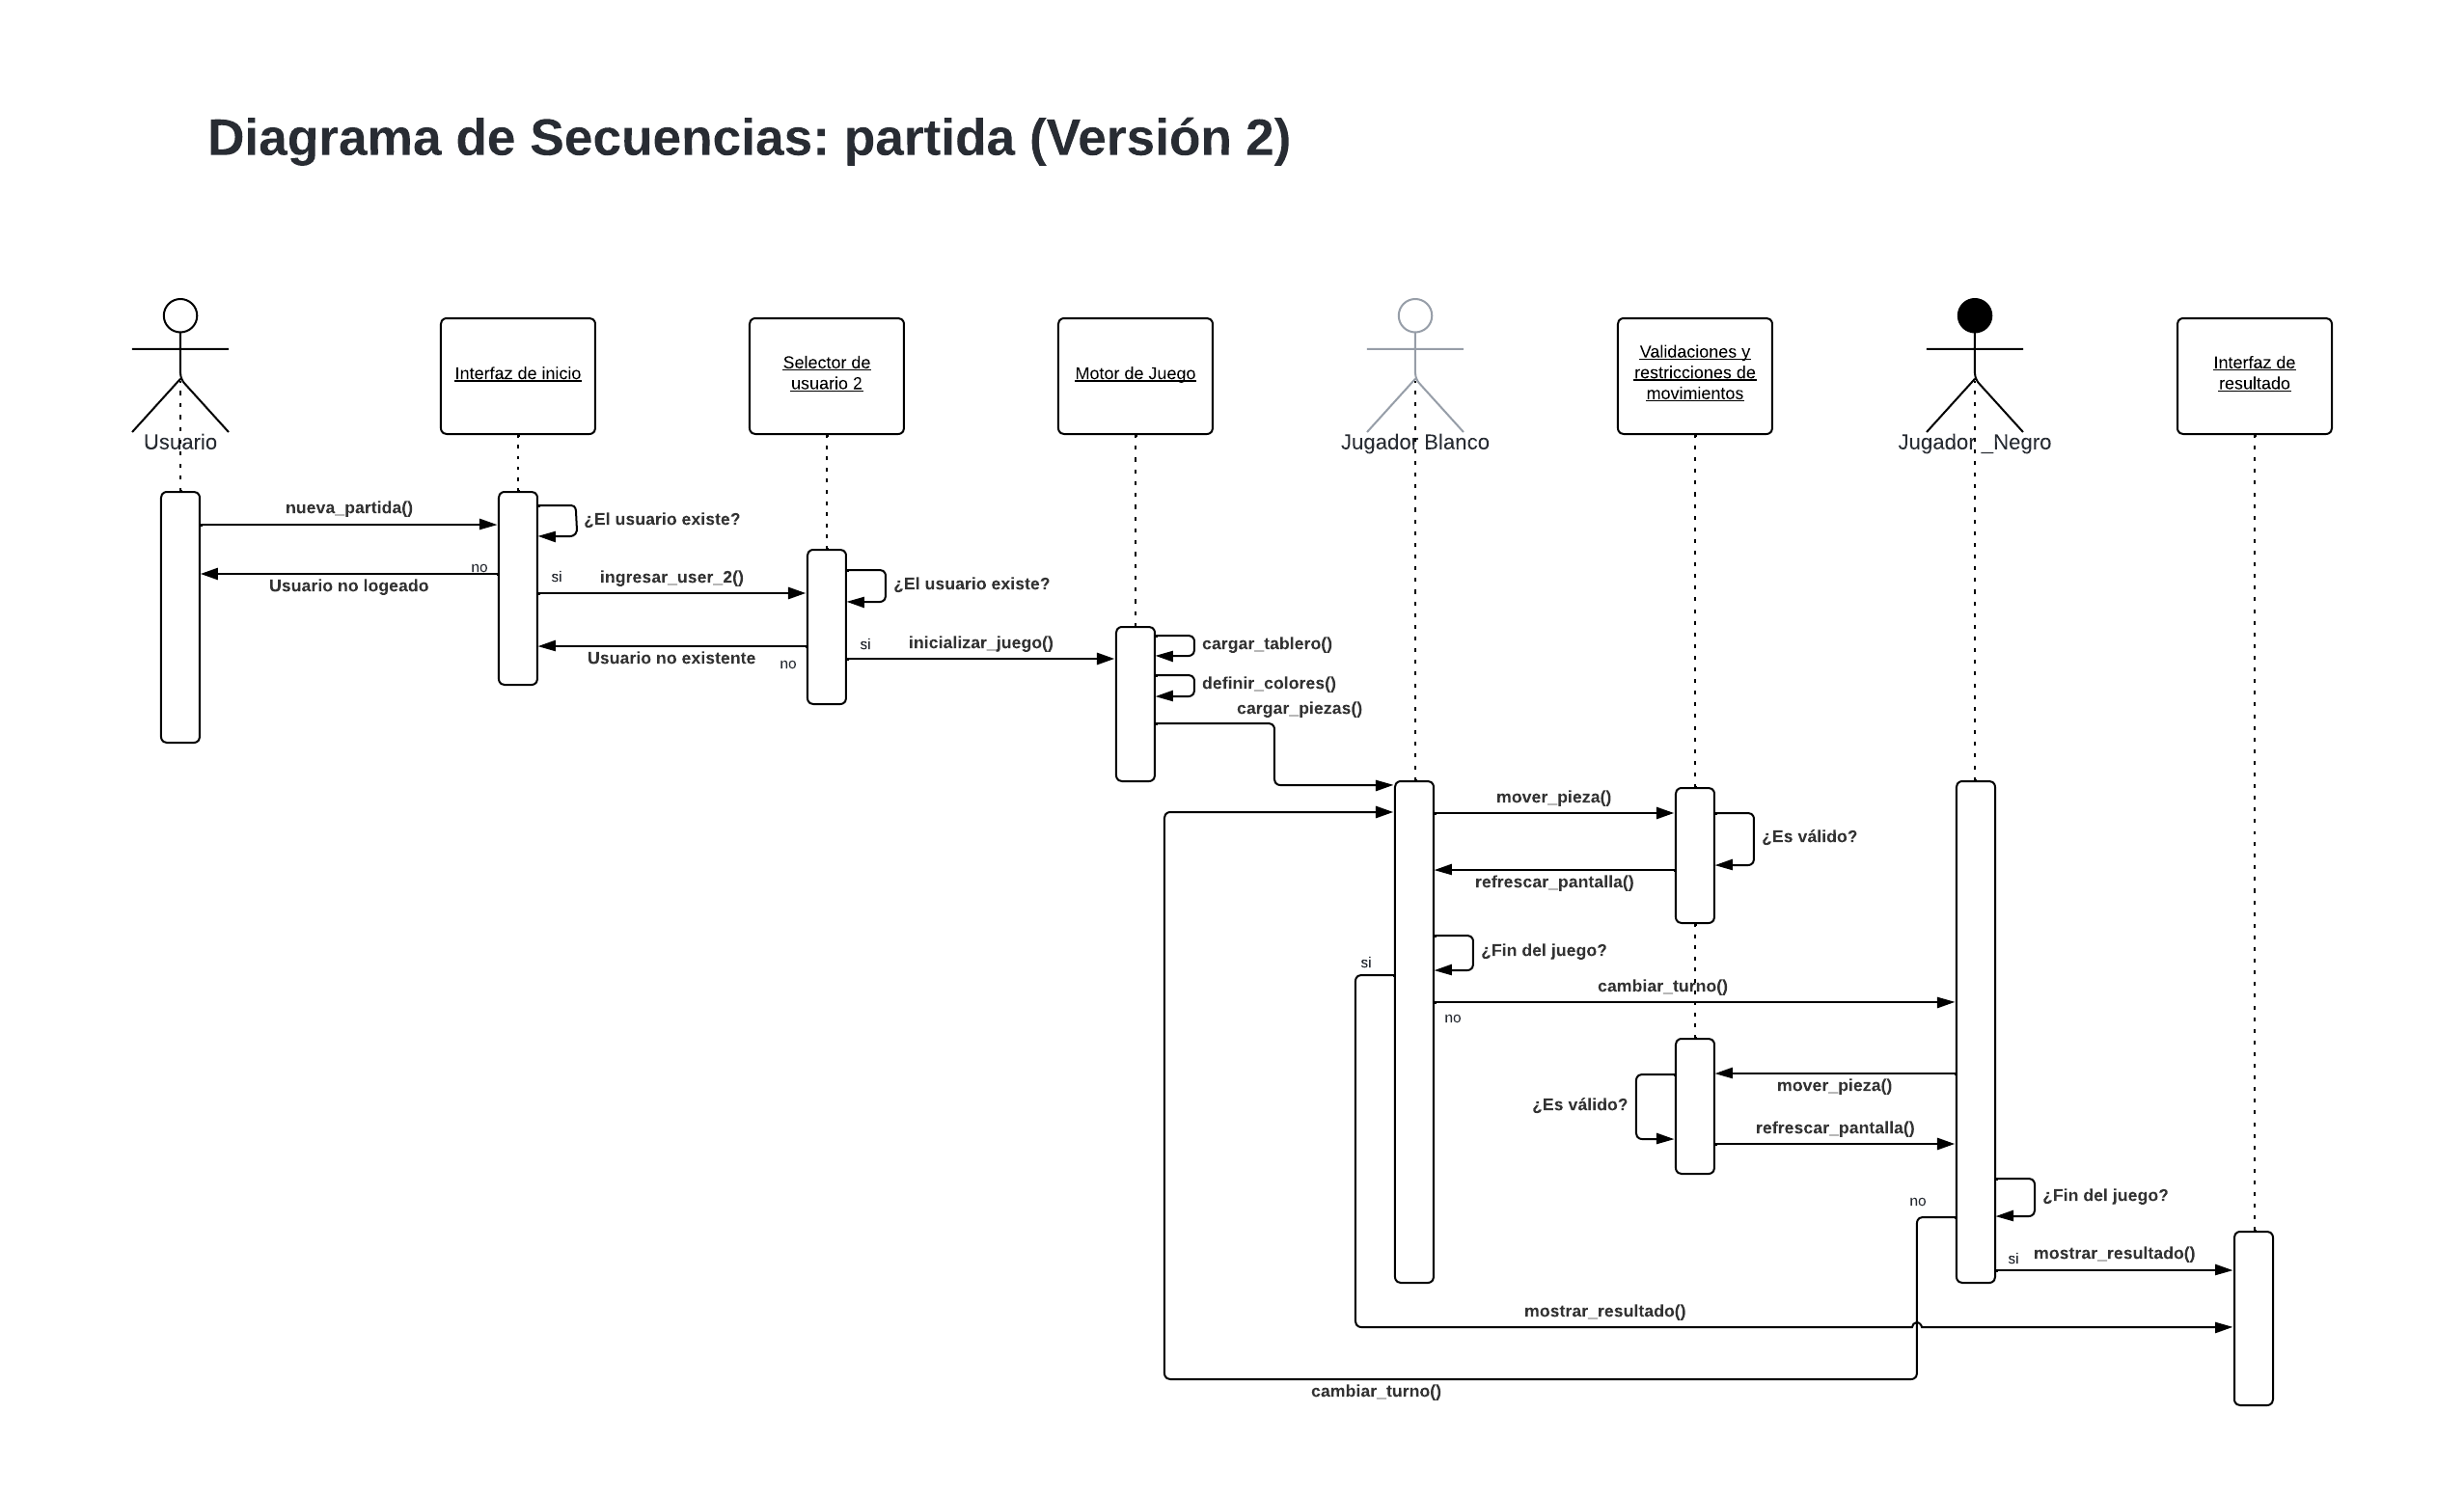 Diagrama de Secuencias: partida (Versión 2)
Usuario
Interfaz de inicio
Selector de
usuario 2
Motor de Juego
Jugador Blanco
Validaciones y
restricciones de
movimientos
Jugador _Negro
Interfaz de
resultado
nueva_partida()
¿El usuario existe?
no
Usuario no logeado
si
ingresar_user_2()
¿El usuario existe?
Usuario no existente
no
si
inicializar_juego()
cargar_tablero()
definir_colores()
cargar_piezas()
mover_pieza()
¿Es válido?
refrescar_pantalla()
¿Fin del juego?
si
cambiar_turno()
no
mover_pieza()
¿Es válido?
refrescar_pantalla()
¿Fin del juego?
no
si
mostrar_resultado()
mostrar_resultado()
cambiar_turno()